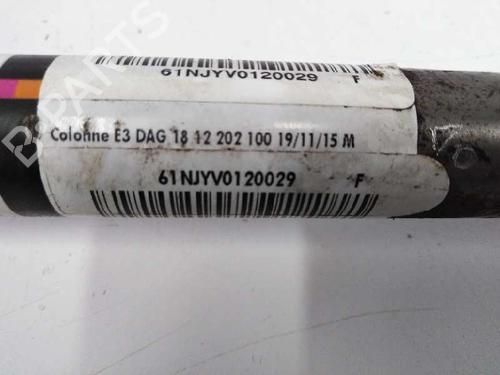 61NJYV0120029 F
Colonne E3 DAG 18 12 202 100 19/11/15 M
61NJYV0120029 F
B-PARTS